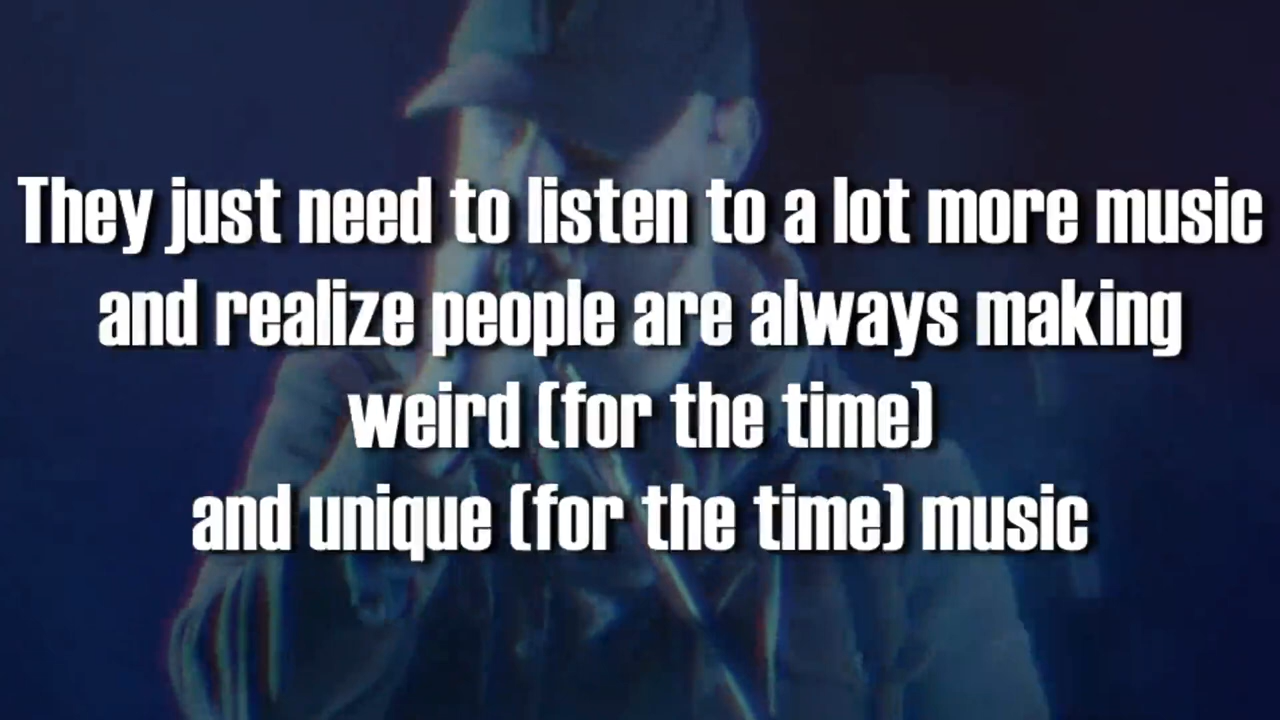 They just need to listen to a lot more music
and realize people are always making
weird (for the time)
and unique (for the time) music